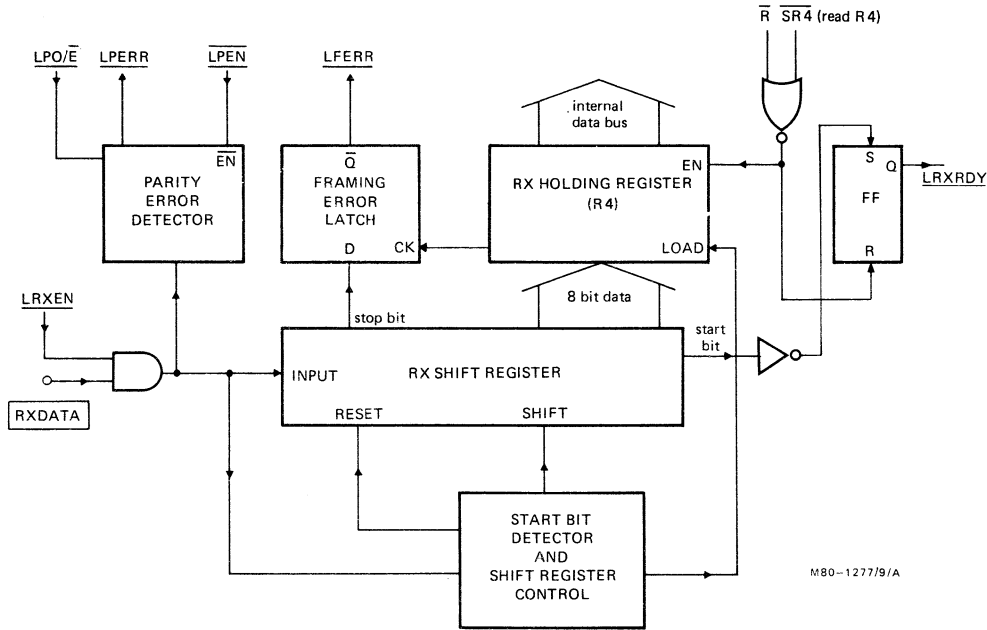 R̅ S̅R̅4̅ (read R4)
LPO/E̅ LPERR L̅P̅E̅N̅ LFERR
internal
data bus
E̅N̅
PARITY
ERROR
DETECTOR
Q̅
FRAMING
ERROR
LATCH
D
CK
RX HOLDING REGISTER
(R4)
EN
LOAD
S
Q
FF
R
LRXRDY
LRXEN
RXDATA
stop bit
8 bit data
start
bit
INPUT
RX SHIFT REGISTER
RESET
SHIFT
START BIT
DETECTOR
AND
SHIFT REGISTER
CONTROL
M80-1277/9/A